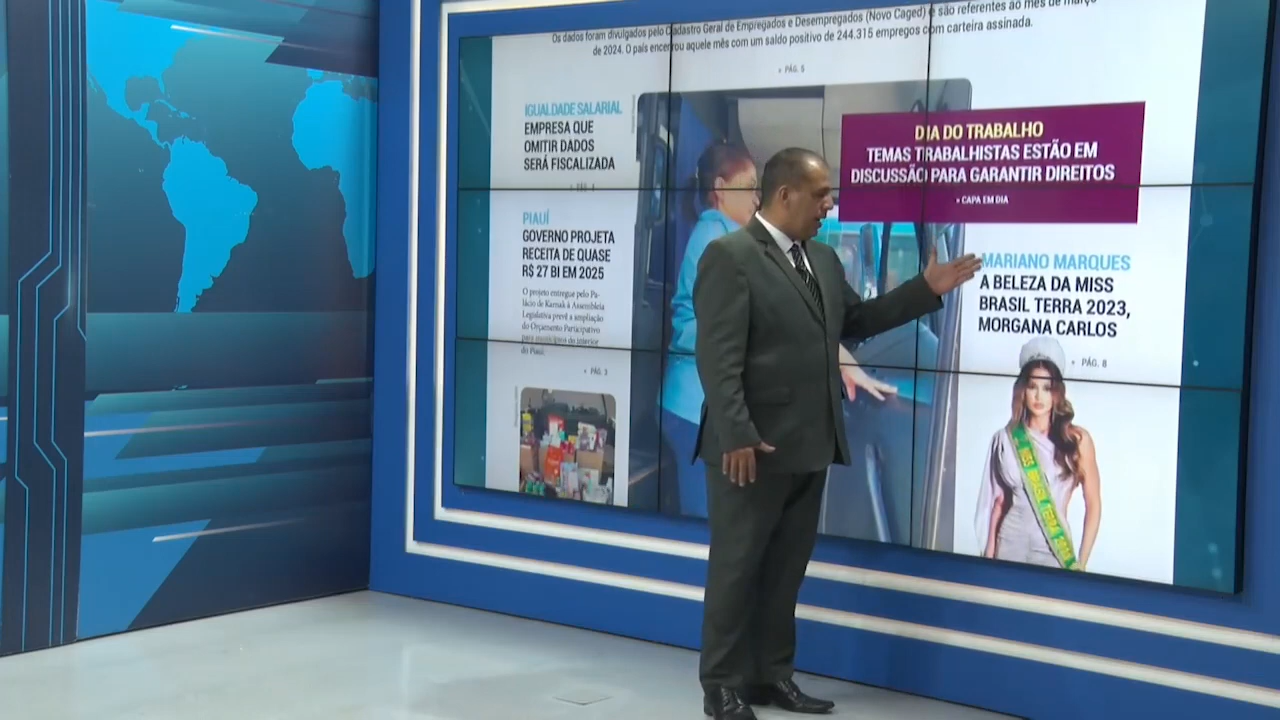 Os dados foram divulgados pelo Cadastro Geral de Empregados e Desempregados (Novo Caged) e são referentes ao mês de março
de 2024. O país encerrou aquele mês com um saldo positivo de 244.315 empregos com carteira assinada.
» PÁG. 5
IGUALDADE SALARIAL
EMPRESA QUE
OMITIR DADOS
SERÁ FISCALIZADA
DIA DO TRABALHO
TEMAS TRABALHISTAS ESTÃO EM
DISCUSSÃO PARA GARANTIR DIREITOS
» CAPA EM DIA
PIAUÍ
GOVERNO PROJETA
RECEITA DE QUASE
R$ 27 BI EM 2025
O projeto entregue pelo Pa-
lácio de Karnak à Assembleia
Legislativa prevê a ampliação
do Orçamento Participativo
para municípios do interior
do Piauí.
» PÁG. 3
MARIANO MARQUES
A BELEZA DA MISS
BRASIL TERRA 2023,
MORGANA CARLOS
» PÁG. 8